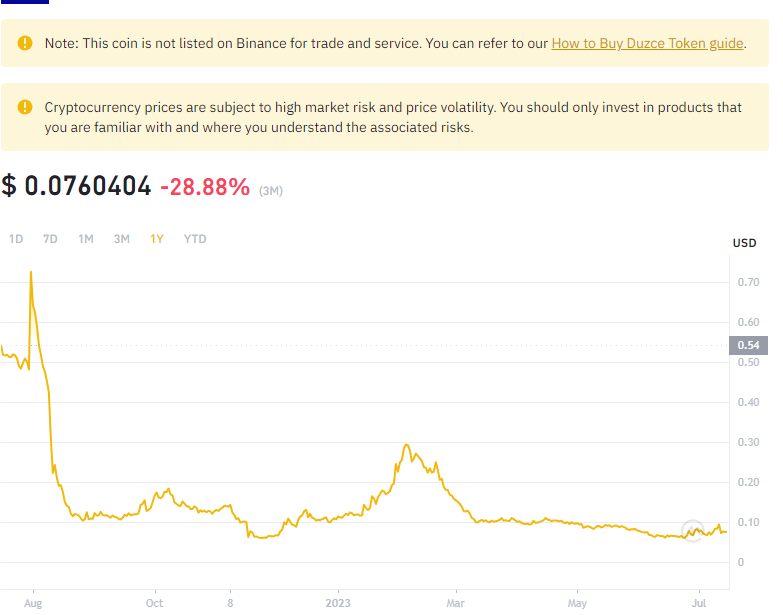 Note: This coin is not listed on Binance for trade and service. You can refer to our How to Buy Duzce Token guide.
Cryptocurrency prices are subject to high market risk and price volatility. You should only invest in products that
you are familiar with and where you understand the associated risks.
$ 0.0760404 -28.88% (3M)
1D 7D 1M 3M 1Y YTD
USD
0.70
0.60
0.54
0.50
0.40
0.30
0.20
0.10
0
Aug Oct 8 2023 Mar May Jul